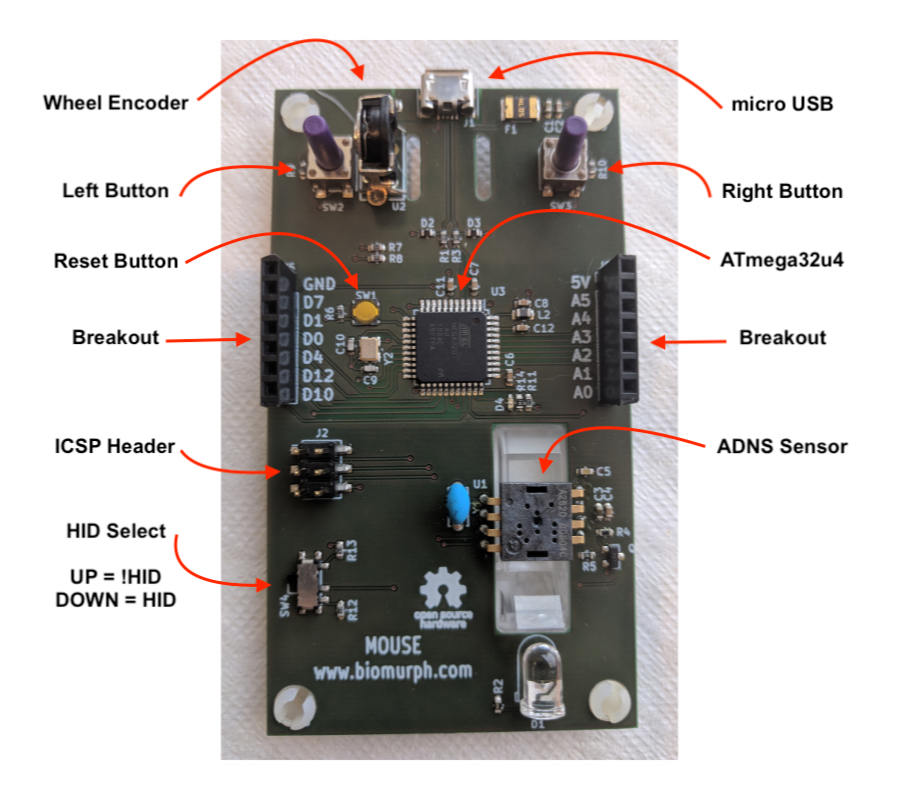 Wheel Encoder
micro USB
J1
F1
Left Button
Right Button
SW2
U2
SW3
R10
D2
D3
R7
R8
R1
R3
Reset Button
ATmega32u4
C11
C7
U3
SW1
R6
C10
Y2
C9
C8
L2
C12
C6
R14
R11
D4
Breakout
GND
D7
D1
D0
D4
D12
D10
5V
A5
A4
A3
A2
A1
A0
Breakout
ICSP Header
J2
ADNS Sensor
U1
C5
C3
C4
R4
R5
HID Select
UP = !HID
DOWN = HID
R13
SW4
R12
open source
hardware
MOUSE
www.biomurph.com
R2
D1